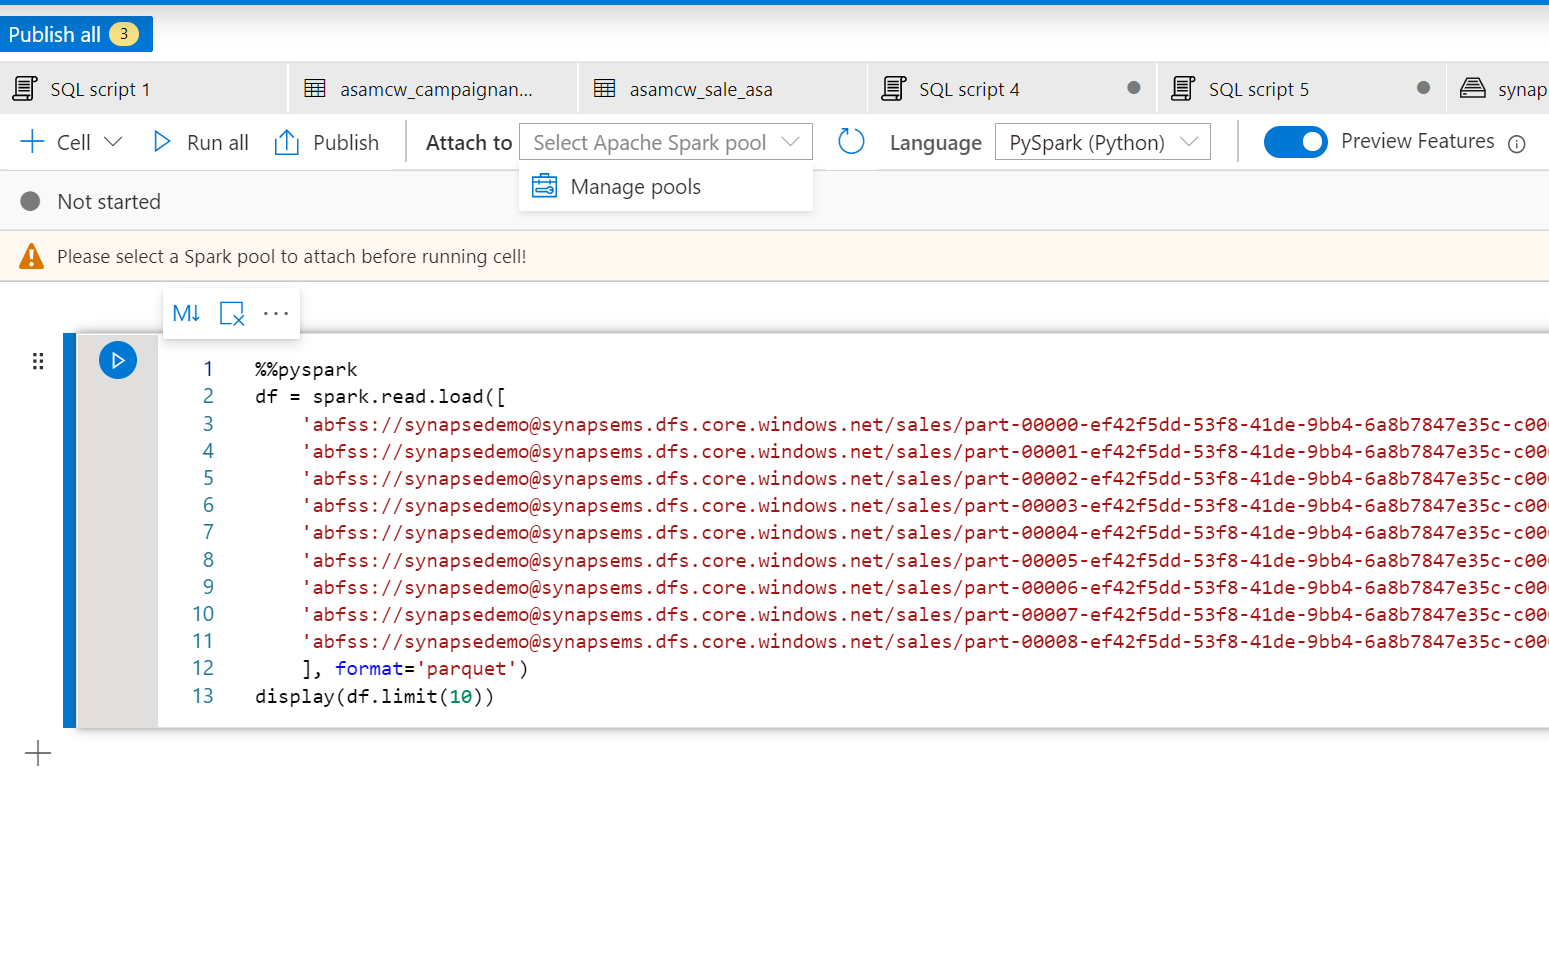 Publish all 3
SQL script 1 asamcw_campaignan... asamcw_sale_asa SQL script 4 SQL script 5 synap
Cell Run all Publish Attach to Select Apache Spark pool Language PySpark (Python) Preview Features
Manage pools
Not started
Please select a Spark pool to attach before running cell!
M↓ ...
1 %%pyspark
2 df = spark.read.load([
3 'abfss://synapsedemo@synapsems.dfs.core.windows.net/sales/part-00000-ef42f5dd-53f8-41de-9bb4-6a8b7847e35c-c00
4 'abfss://synapsedemo@synapsems.dfs.core.windows.net/sales/part-00001-ef42f5dd-53f8-41de-9bb4-6a8b7847e35c-c00
5 'abfss://synapsedemo@synapsems.dfs.core.windows.net/sales/part-00002-ef42f5dd-53f8-41de-9bb4-6a8b7847e35c-c00
6 'abfss://synapsedemo@synapsems.dfs.core.windows.net/sales/part-00003-ef42f5dd-53f8-41de-9bb4-6a8b7847e35c-c00
7 'abfss://synapsedemo@synapsems.dfs.core.windows.net/sales/part-00004-ef42f5dd-53f8-41de-9bb4-6a8b7847e35c-c00
8 'abfss://synapsedemo@synapsems.dfs.core.windows.net/sales/part-00005-ef42f5dd-53f8-41de-9bb4-6a8b7847e35c-c00
9 'abfss://synapsedemo@synapsems.dfs.core.windows.net/sales/part-00006-ef42f5dd-53f8-41de-9bb4-6a8b7847e35c-c00
10 'abfss://synapsedemo@synapsems.dfs.core.windows.net/sales/part-00007-ef42f5dd-53f8-41de-9bb4-6a8b7847e35c-c00
11 'abfss://synapsedemo@synapsems.dfs.core.windows.net/sales/part-00008-ef42f5dd-53f8-41de-9bb4-6a8b7847e35c-c00
12 ], format='parquet')
13 display(df.limit(10))